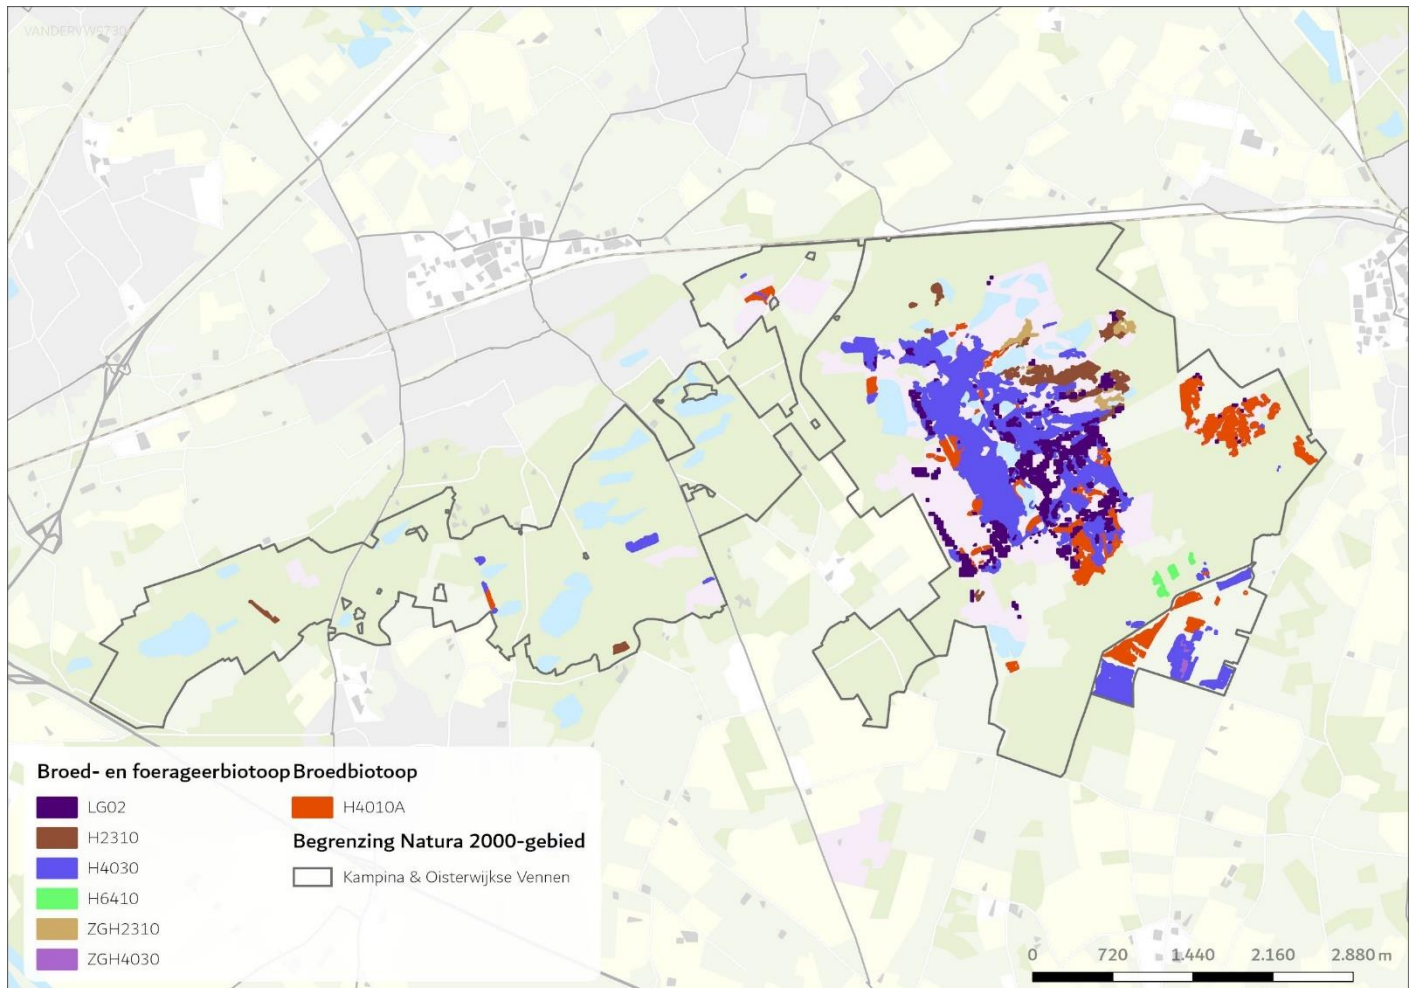 VANDERVW5730
Broed- en foerageerbiotoop
LG02
H2310
H4030
H6410
ZGH2310
ZGH4030
Broedbiotoop
H4010A
Begrenzing Natura 2000-gebied
Kampina & Oisterwijkse Vennen
0 720 1.440 2.160 2.880 m